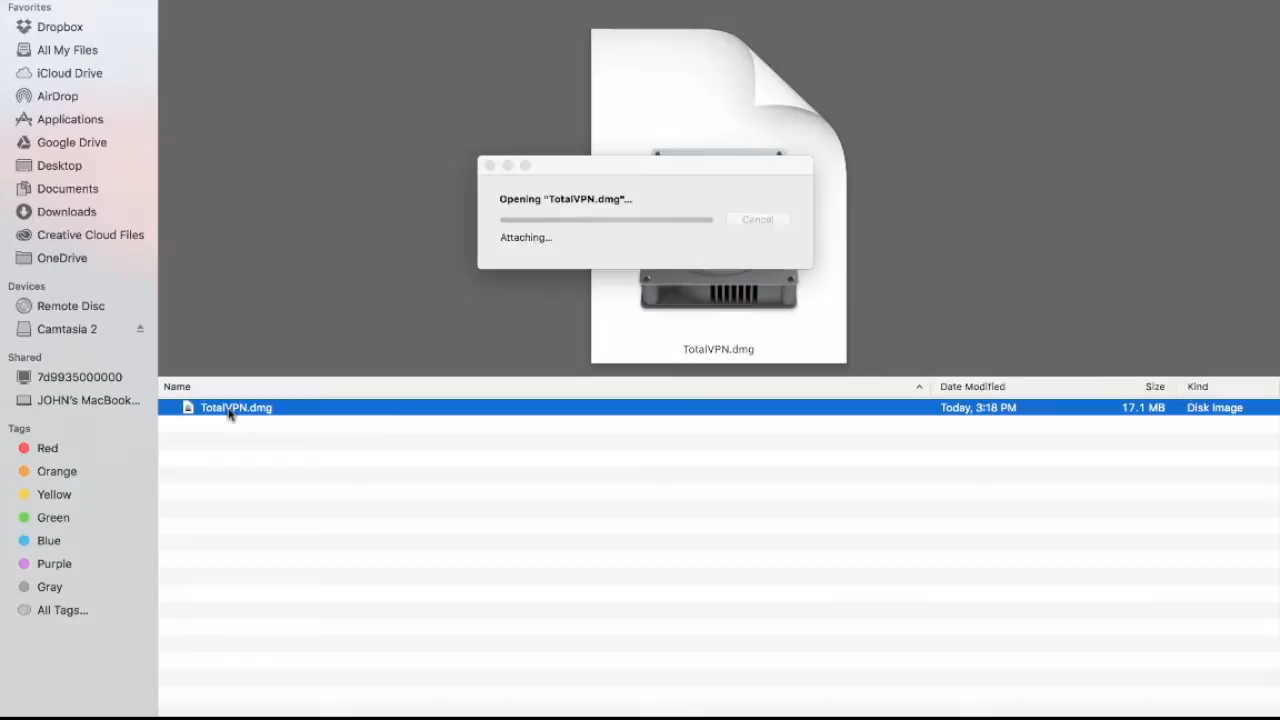 Favorites
Dropbox
All My Files
iCloud Drive
AirDrop
Applications
Google Drive
Desktop
Documents
Downloads
Creative Cloud Files
OneDrive
Devices
Remote Disc
Camtasia 2
Shared
7d9935000000
JOHN's MacBook...
Tags
Red
Orange
Yellow
Green
Blue
Purple
Gray
All Tags...
Opening "TotalVPN.dmg"...
Cancel
Attaching...
TotalVPN.dmg
Name Date Modified Size Kind
TotalVPN.dmg Today, 3:18 PM 17.1 MB Disk Image